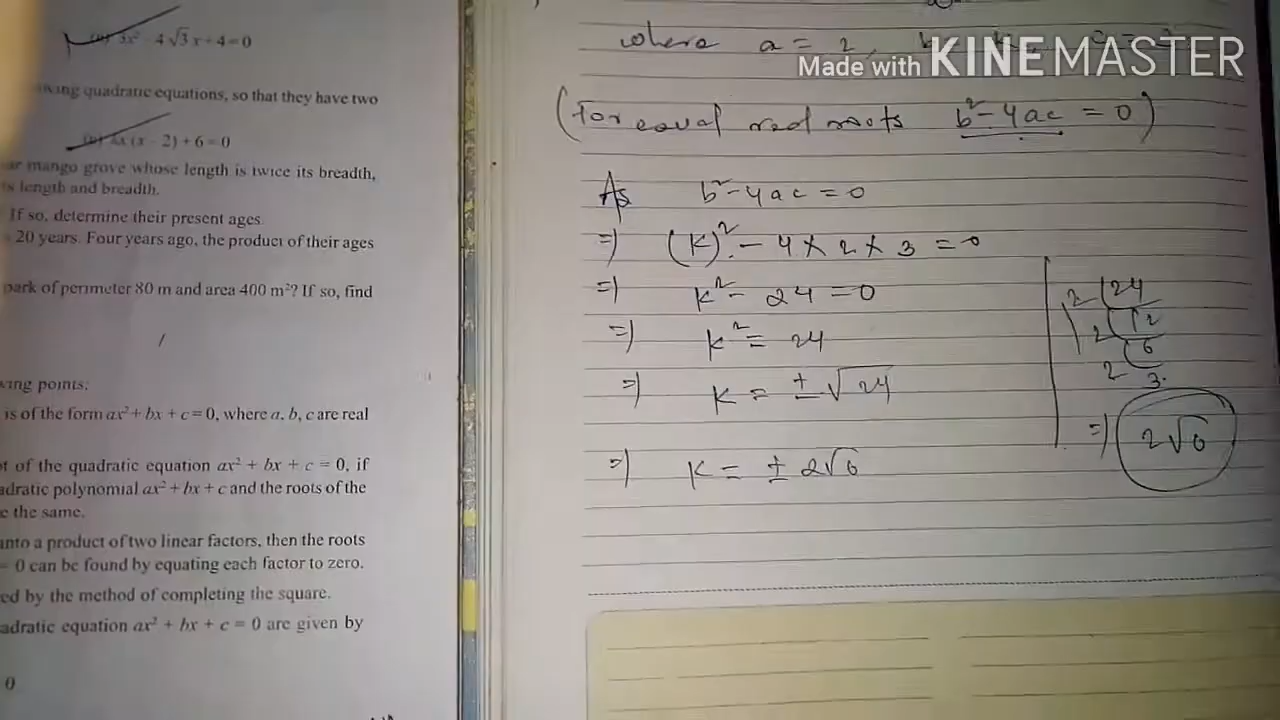 3x² – 4√3 x + 4 = 0
wing quadratic equations, so that they have two
(x – 2) + 6 = 0
ar mango grove whose length is twice its breadth,
s length and breadth.
If so, determine their present ages.
20 years. Four years ago, the product of their ages
park of perimeter 80 m and area 400 m²? If so, find
wing points:
is of the form ax² + bx + c = 0, where a, b, c are real
of the quadratic equation ax² + bx + c = 0, if
adratic polynomial ax² + bx + c and the roots of the
e the same.
into a product of two linear factors, then the roots
= 0 can be found by equating each factor to zero.
ed by the method of completing the square.
adratic equation ax² + bx + c = 0 are given by
0
where a = 2,
Made with KINEMASTER
(for equal real roots b² – 4ac = 0)
As b² – 4ac = 0
⇒ (K)² – 4 × 2 × 3 = 0
⇒ K² – 24 = 0
⇒ K² = 24
⇒ K = ± √24
⇒ K = ± 2√6
2 24
2 12
2 6
3
⇒ 2√6